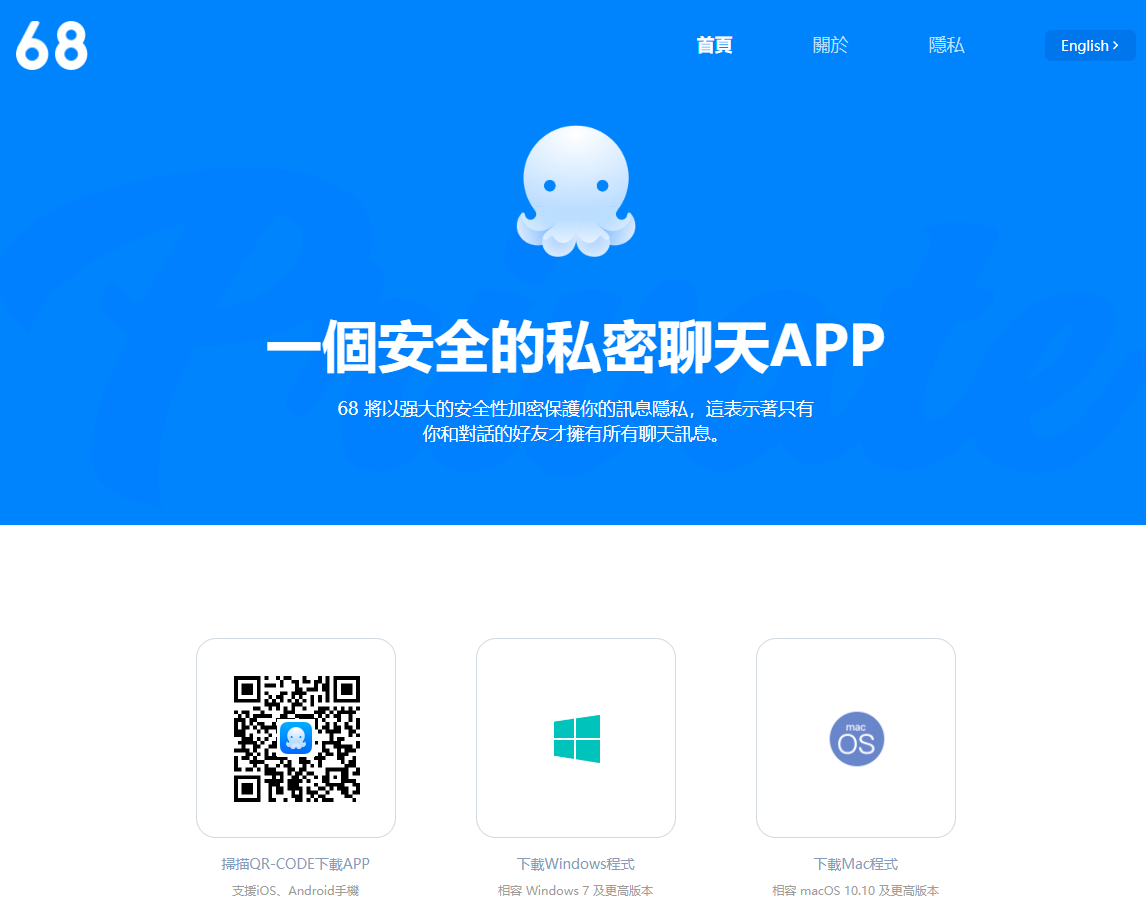 68
首頁
關於
隱私
English ›
Private
一個安全的私密聊天APP
68 將以强大的安全性加密保護你的訊息隱私，這表示著只有
你和對話的好友才擁有所有聊天訊息。
mac
OS
掃描QR-CODE下載APP
下載Windows程式
下載Mac程式
支援iOS、Android手機
相容 Windows 7 及更高版本
相容 macOS 10.10 及更高版本